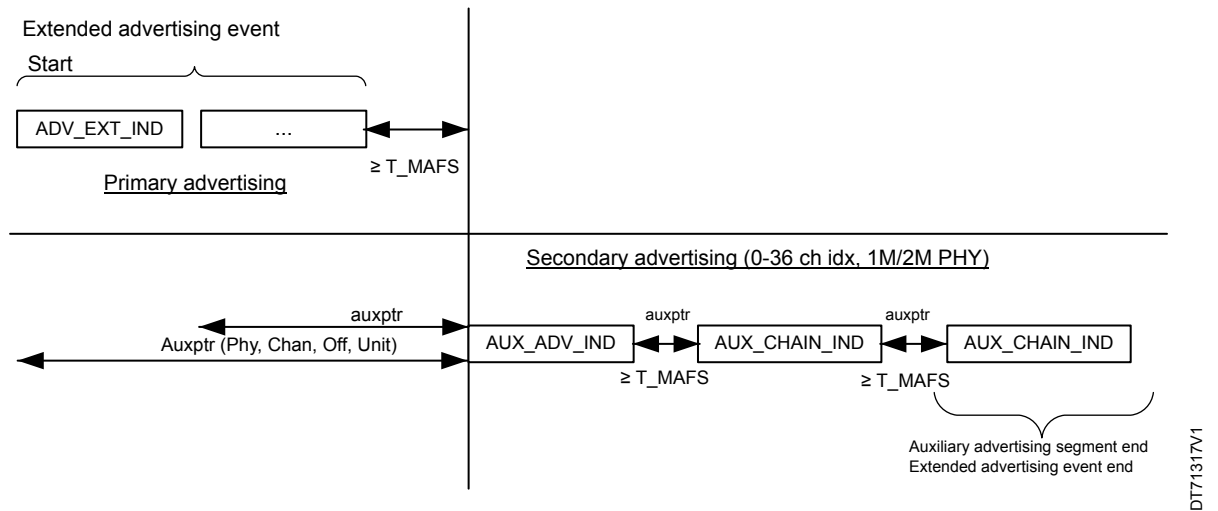 Extended advertising event
Start
ADV_EXT_IND
...
≥ T_MAFS
Primary advertising
Secondary advertising (0-36 ch idx, 1M/2M PHY)
auxptr
Auxptr (Phy, Chan, Off, Unit)
AUX_ADV_IND
auxptr
≥ T_MAFS
AUX_CHAIN_IND
auxptr
≥ T_MAFS
AUX_CHAIN_IND
Auxiliary advertising segment end
Extended advertising event end
DT71317V1